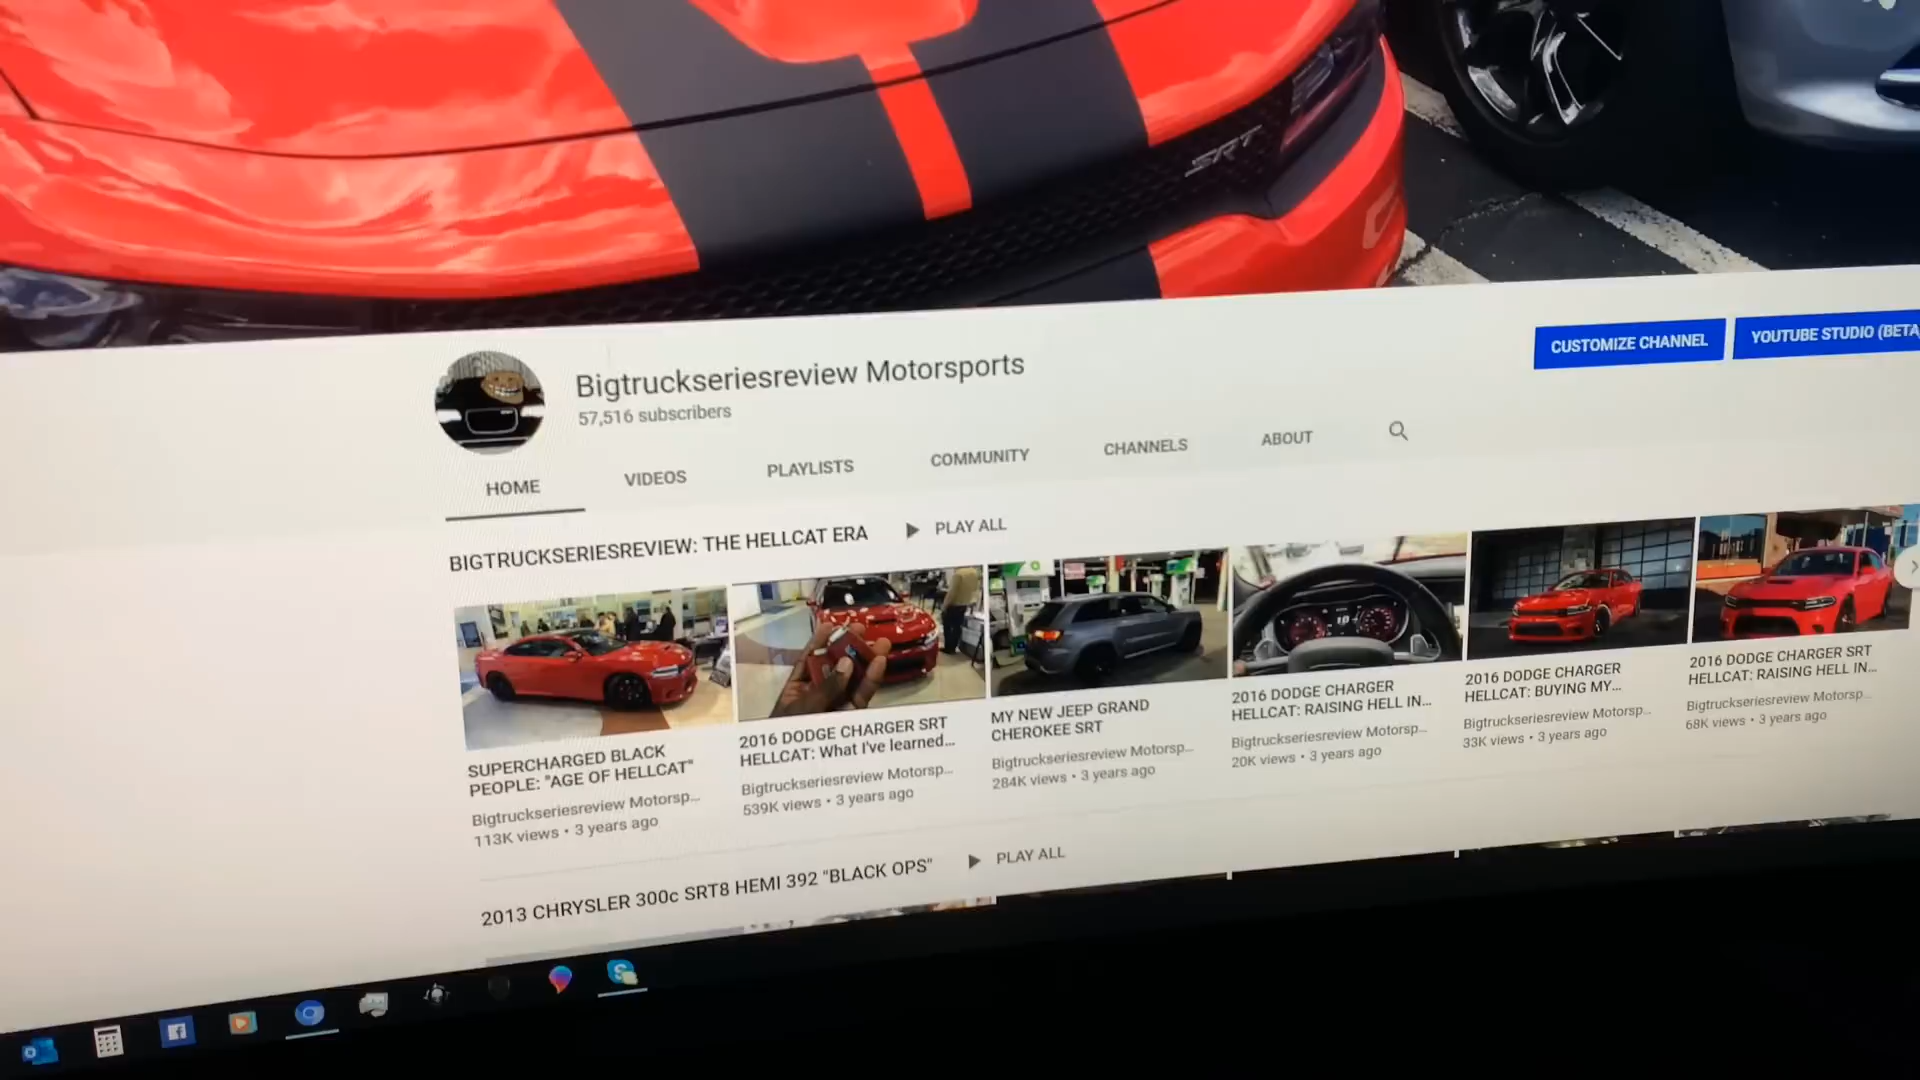 SRT
CUSTOMIZE CHANNEL
YOUTUBE STUDIO (BETA
Bigtruckseriesreview Motorsports
57,516 subscribers
HOME
VIDEOS
PLAYLISTS
COMMUNITY
CHANNELS
ABOUT
BIGTRUCKSERIESREVIEW: THE HELLCAT ERA
PLAY ALL
SUPERCHARGED BLACK
PEOPLE: "AGE OF HELLCAT"
Bigtruckseriesreview Motorsp...
113K views • 3 years ago
2016 DODGE CHARGER SRT
HELLCAT: What I've learned...
Bigtruckseriesreview Motorsp...
539K views • 3 years ago
MY NEW JEEP GRAND
CHEROKEE SRT
Bigtruckseriesreview Motorsp...
284K views • 3 years ago
2016 DODGE CHARGER
HELLCAT: RAISING HELL IN...
Bigtruckseriesreview Motorsp...
20K views • 3 years ago
2016 DODGE CHARGER
HELLCAT: BUYING MY...
Bigtruckseriesreview Motorsp...
33K views • 3 years ago
2016 DODGE CHARGER SRT
HELLCAT: RAISING HELL IN...
Bigtruckseriesreview Motorsp...
68K views • 3 years ago
2013 CHRYSLER 300c SRT8 HEMI 392 "BLACK OPS"
PLAY ALL